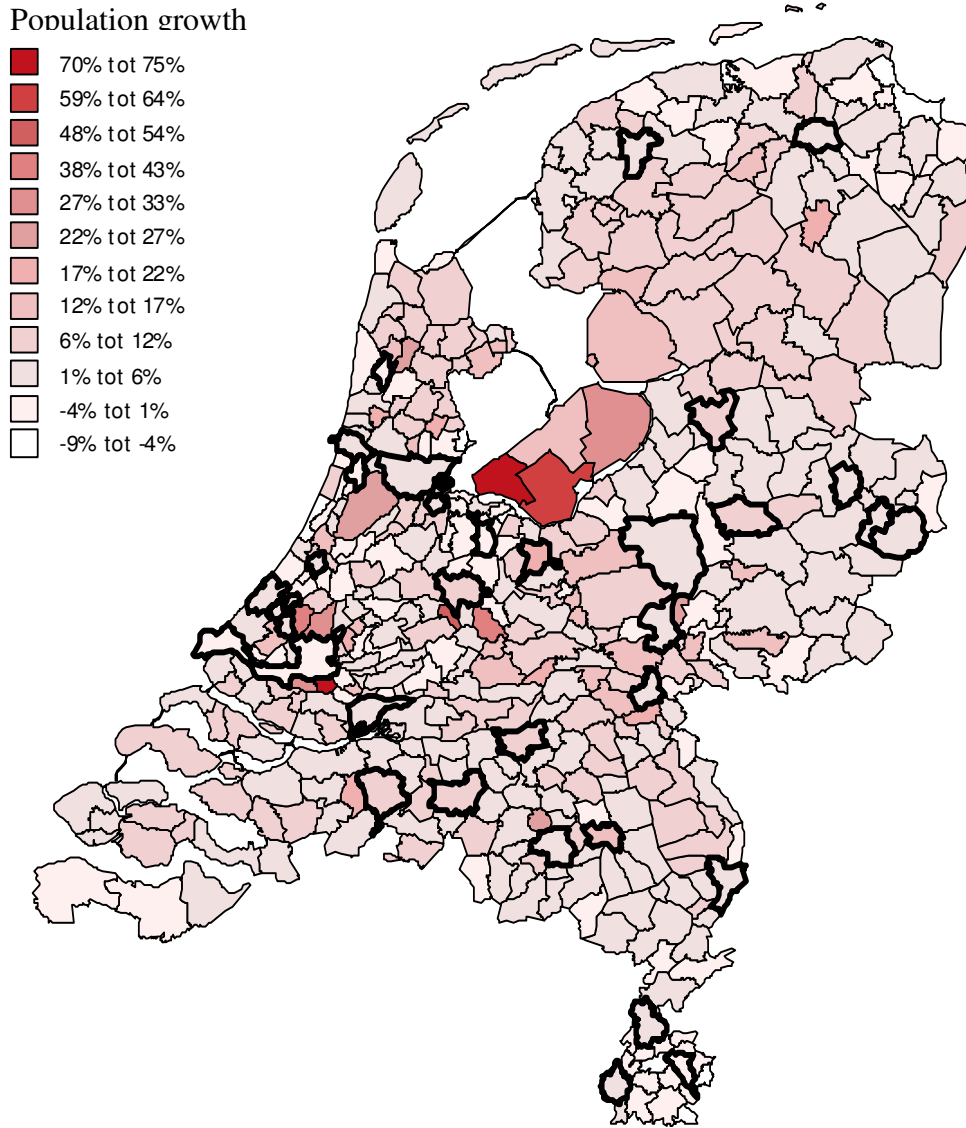 Population growth
70% tot 75%
59% tot 64%
48% tot 54%
38% tot 43%
27% tot 33%
22% tot 27%
17% tot 22%
12% tot 17%
6% tot 12%
1% tot 6%
-4% tot 1%
-9% tot -4%